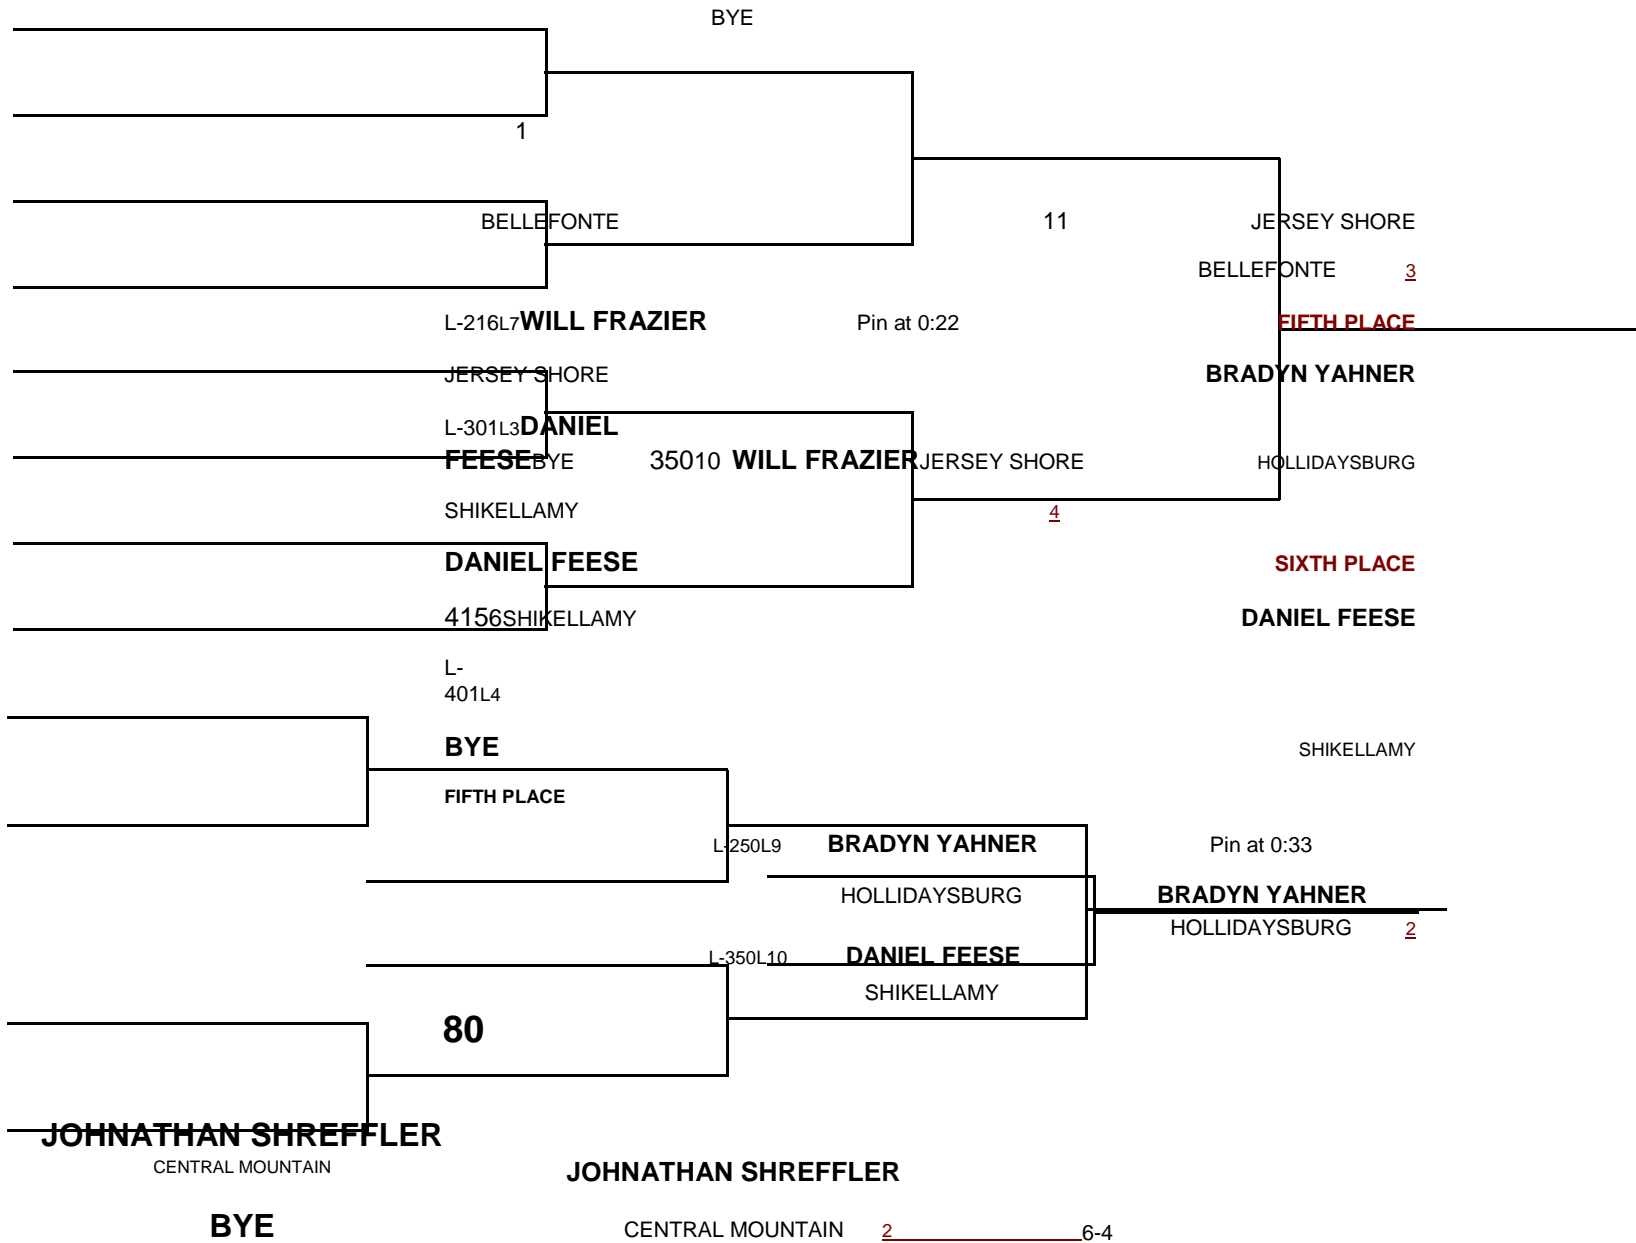 BYE
1
BELLEFONTE 11 JERSEY SHORE
BELLEFONTE 3
L-216L7WILL FRAZIER Pin at 0:22 FIFTH PLACE
JERSEY SHORE BRADYN YAHNER
L-301L3DANIEL
FEESEBYE 35010 WILL FRAZIERJERSEY SHORE HOLLIDAYSBURG
SHIKELLAMY 4
DANIEL FEESE SIXTH PLACE
4156SHIKELLAMY DANIEL FEESE
L-
401L4
BYE SHIKELLAMY
FIFTH PLACE
L-250L9 BRADYN YAHNER Pin at 0:33
HOLLIDAYSBURG BRADYN YAHNER
HOLLIDAYSBURG 2
L-350L10 DANIEL FEESE
SHIKELLAMY
80
JOHNATHAN SHREFFLER
CENTRAL MOUNTAIN JOHNATHAN SHREFFLER
BYE CENTRAL MOUNTAIN 2 6-4